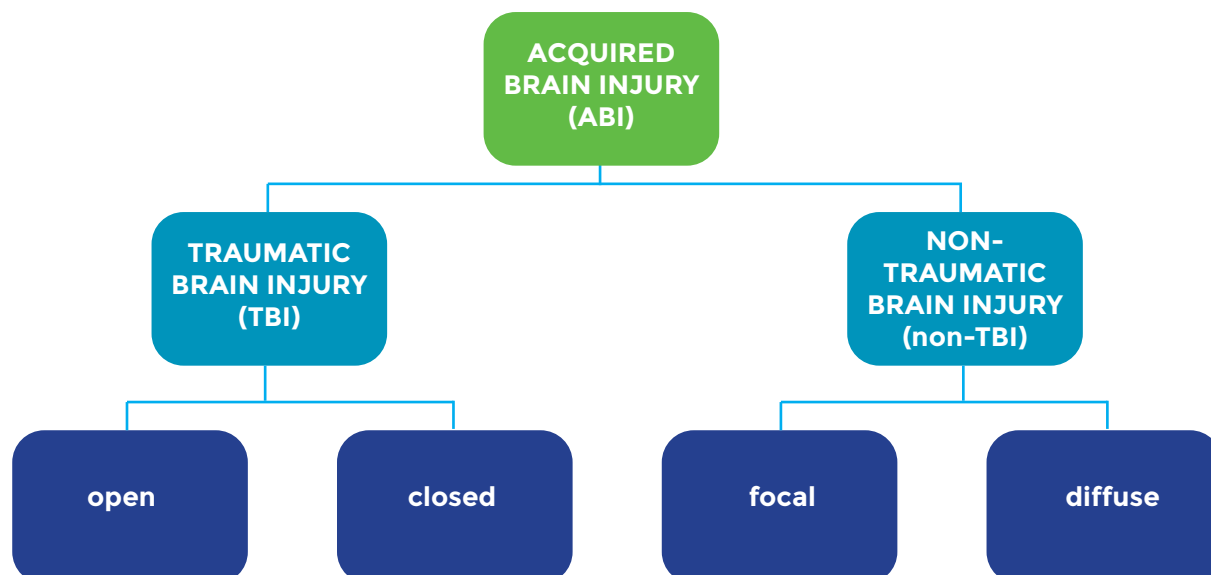 ACQUIRED
BRAIN INJURY
(ABI)
TRAUMATIC
BRAIN INJURY
(TBI)
NON-
TRAUMATIC
BRAIN INJURY
(non-TBI)
open
closed
focal
diffuse